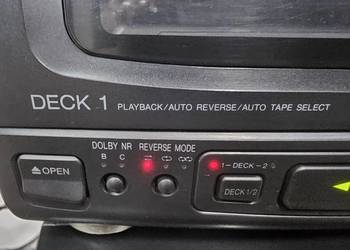 DECK 1 PLAYBACK/AUTO REVERSE/AUTO TAPE SELECT
DOLBY NR REVERSE MODE
B C
1-DECK-2
OPEN
DECK 1/2